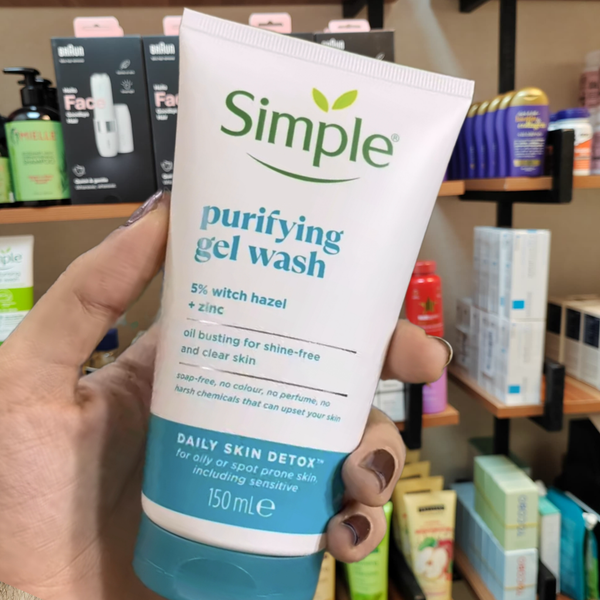 Simple®
purifying
gel wash
5% witch hazel
+ zinc
oil busting for shine-free
and clear skin
soap-free, no colour, no perfume, no
harsh chemicals that can upset your skin
DAILY SKIN DETOX™
for oily or spot prone skin,
including sensitive
150 mL e
BRAUN
Face
MIELLE